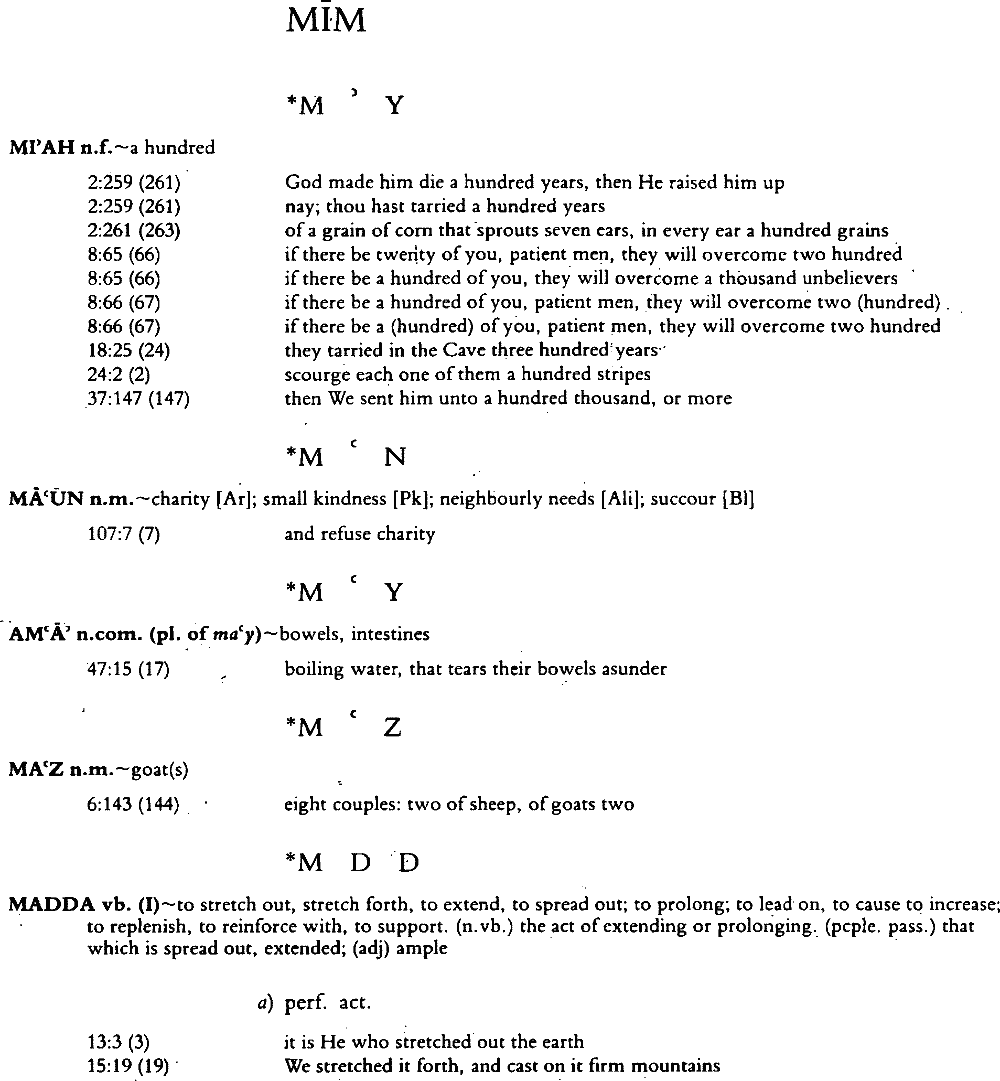 MĪM
*M ʾ Y
MIʾAH n.f.~a hundred
2:259 (261) God made him die a hundred years, then He raised him up
2:259 (261) nay; thou hast tarried a hundred years
2:261 (263) of a grain of corn that sprouts seven ears, in every ear a hundred grains
8:65 (66) if there be twenty of you, patient men, they will overcome two hundred
8:65 (66) if there be a hundred of you, they will overcome a thousand unbelievers
8:66 (67) if there be a hundred of you, patient men, they will overcome two (hundred)
8:66 (67) if there be a (hundred) of you, patient men, they will overcome two hundred
18:25 (24) they tarried in the Cave three hundred years
24:2 (2) scourge each one of them a hundred stripes
37:147 (147) then We sent him unto a hundred thousand, or more
*M ʿ N
MĀʿŪN n.m.~charity [Ar]; small kindness [Pk]; neighbourly needs [Ali]; succour [Bl]
107:7 (7) and refuse charity
*M ʿ Y
AMʿĀʾ n.com. (pl. of maʿy)~bowels, intestines
47:15 (17) boiling water, that tears their bowels asunder
*M ʿ Z
MAʿZ n.m.~goat(s)
6:143 (144) eight couples: two of sheep, of goats two
*M D D
MADDA vb. (I)~to stretch out, stretch forth, to extend, to spread out; to prolong; to lead on, to cause to increase;
to replenish, to reinforce with, to support. (n.vb.) the act of extending or prolonging. (pcple. pass.) that
which is spread out, extended; (adj) ample
a) perf. act.
13:3 (3) it is He who stretched out the earth
15:19 (19) We stretched it forth, and cast on it firm mountains